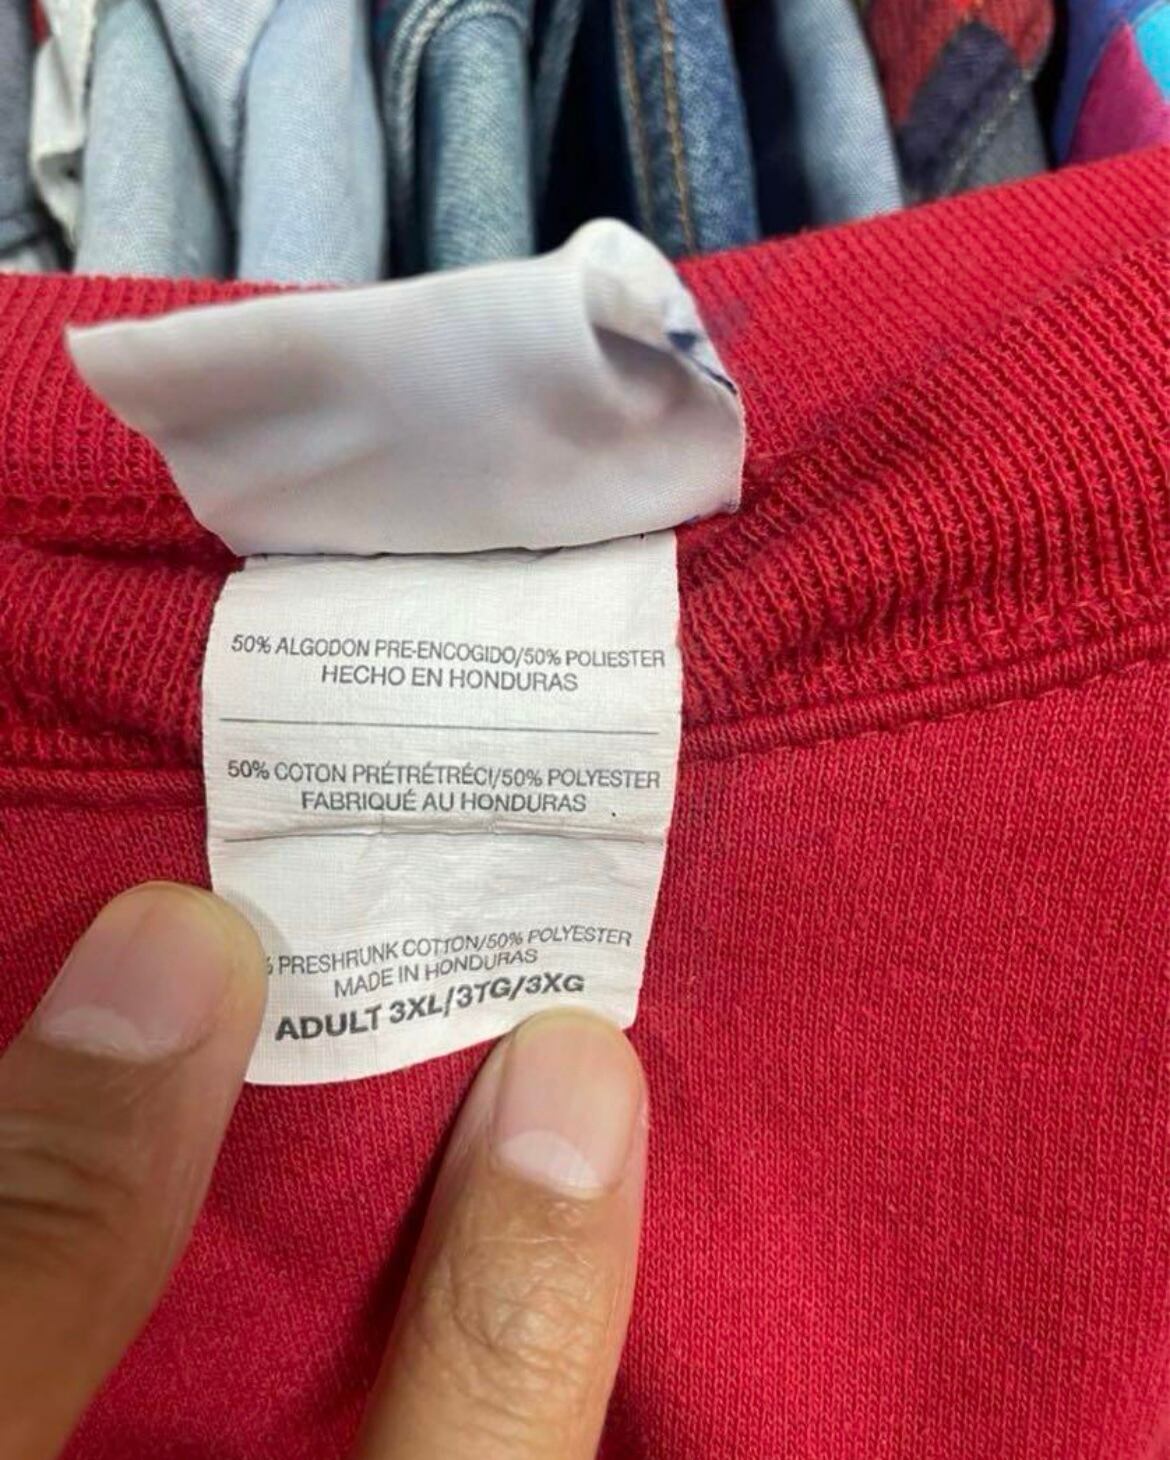 50% ALGODON PRE-ENCOGIDO/50% POLIESTER
HECHO EN HONDURAS
50% COTON PRÉTRÉTRÉCI/50% POLYESTER
FABRIQUÉ AU HONDURAS
% PRESHRUNK COTTON/50% POLYESTER
MADE IN HONDURAS
ADULT 3XL/3TG/3XG